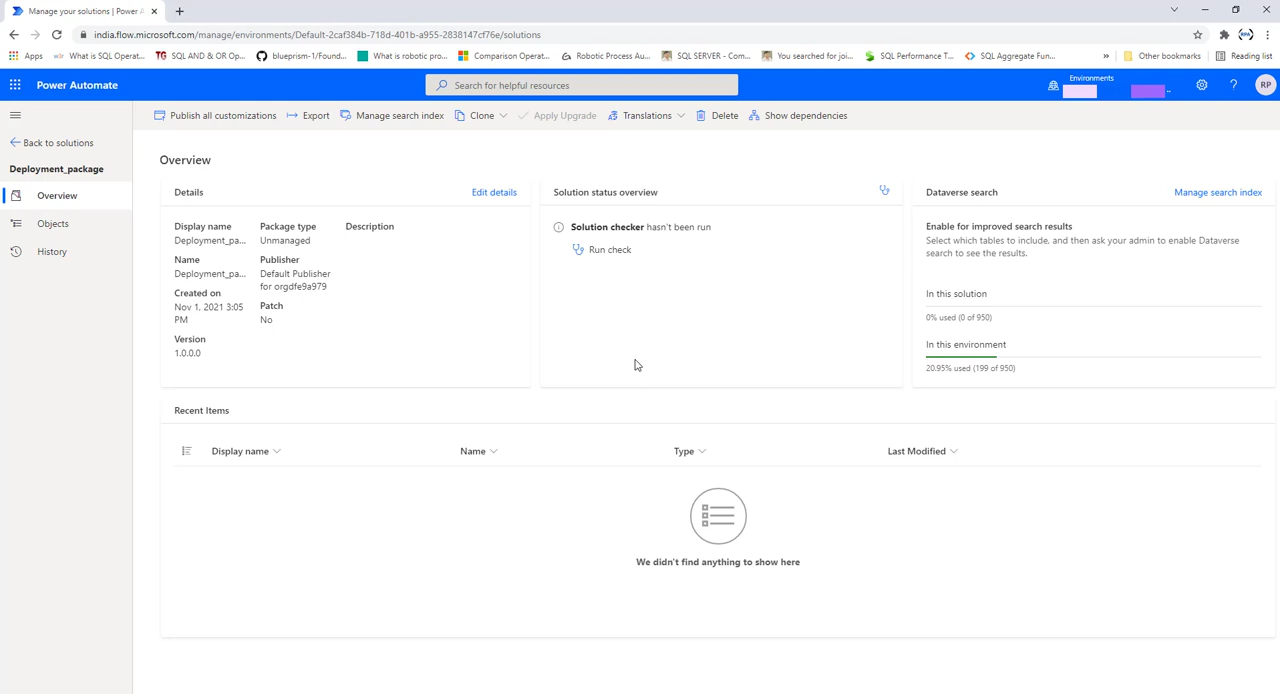 Manage your solutions | Power A
india.flow.microsoft.com/manage/environments/Default-2caf384b-718d-401b-a955-2838147cf76e/solutions
Apps What is SQL Operat... SQL AND & OR Op... blueprism-1/Found... What is robotic pro... Comparison Operat... Robotic Process Au... SQL SERVER - Com... You searched for joi... SQL Performance T... SQL Aggregate Fun... » Other bookmarks Reading list
Power Automate
Search for helpful resources
Environments
RP
Publish all customizations Export Manage search index Clone Apply Upgrade Translations Delete Show dependencies
Back to solutions
Deployment_package
Overview
Objects
History
Overview
Details Edit details
Display name Package type Description
Deployment_pa... Unmanaged
Name Publisher
Deployment_pa... Default Publisher
for orgdfe9a979
Created on
Nov 1, 2021 3:05
PM
Patch
No
Version
1.0.0.0
Solution status overview
Solution checker hasn't been run
Run check
Dataverse search Manage search index
Enable for improved search results
Select which tables to include, and then ask your admin to enable Dataverse
search to see the results.
In this solution
0% used (0 of 950)
In this environment
20.95% used (199 of 950)
Recent Items
Display name Name Type Last Modified
We didn't find anything to show here